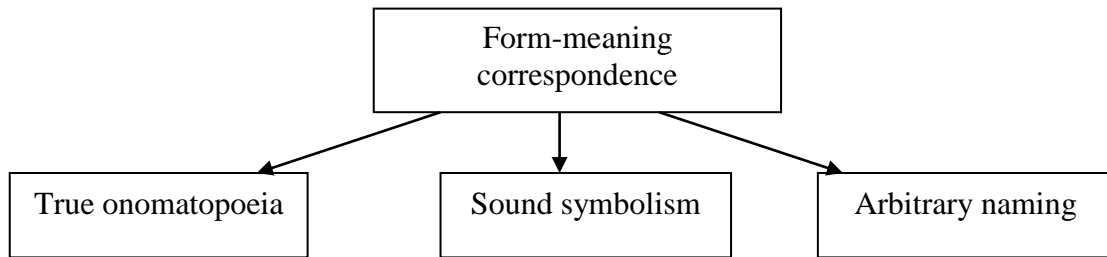 Form-meaning
correspondence
True onomatopoeia
Sound symbolism
Arbitrary naming